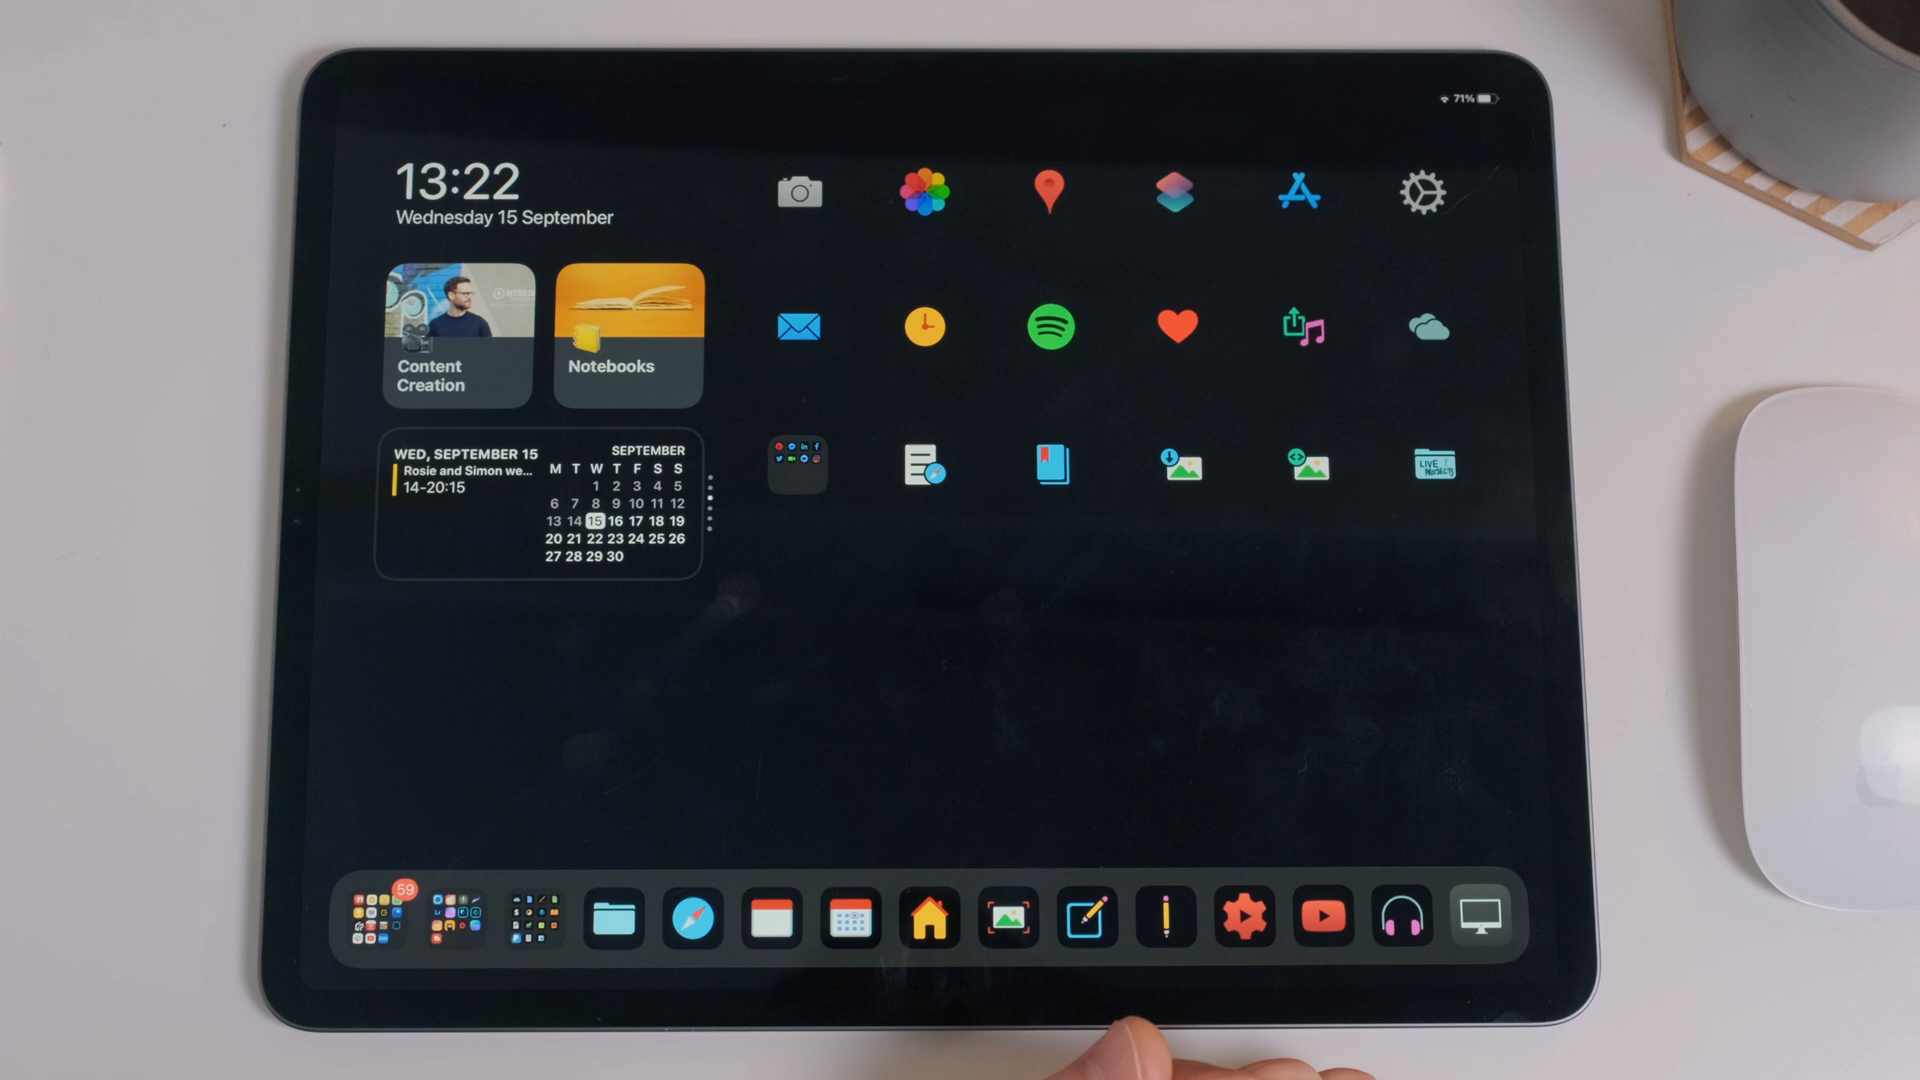 71%
13:22
Wednesday 15 September
Content
Creation
Notebooks
WED, SEPTEMBER 15
Rosie and Simon we...
14-20:15
SEPTEMBER
M T W T F S S
1 2 3 4 5
6 7 8 9 10 11 12
13 14 15 16 17 18 19
20 21 22 23 24 25 26
27 28 29 30
LIVE
PROJECTS
59